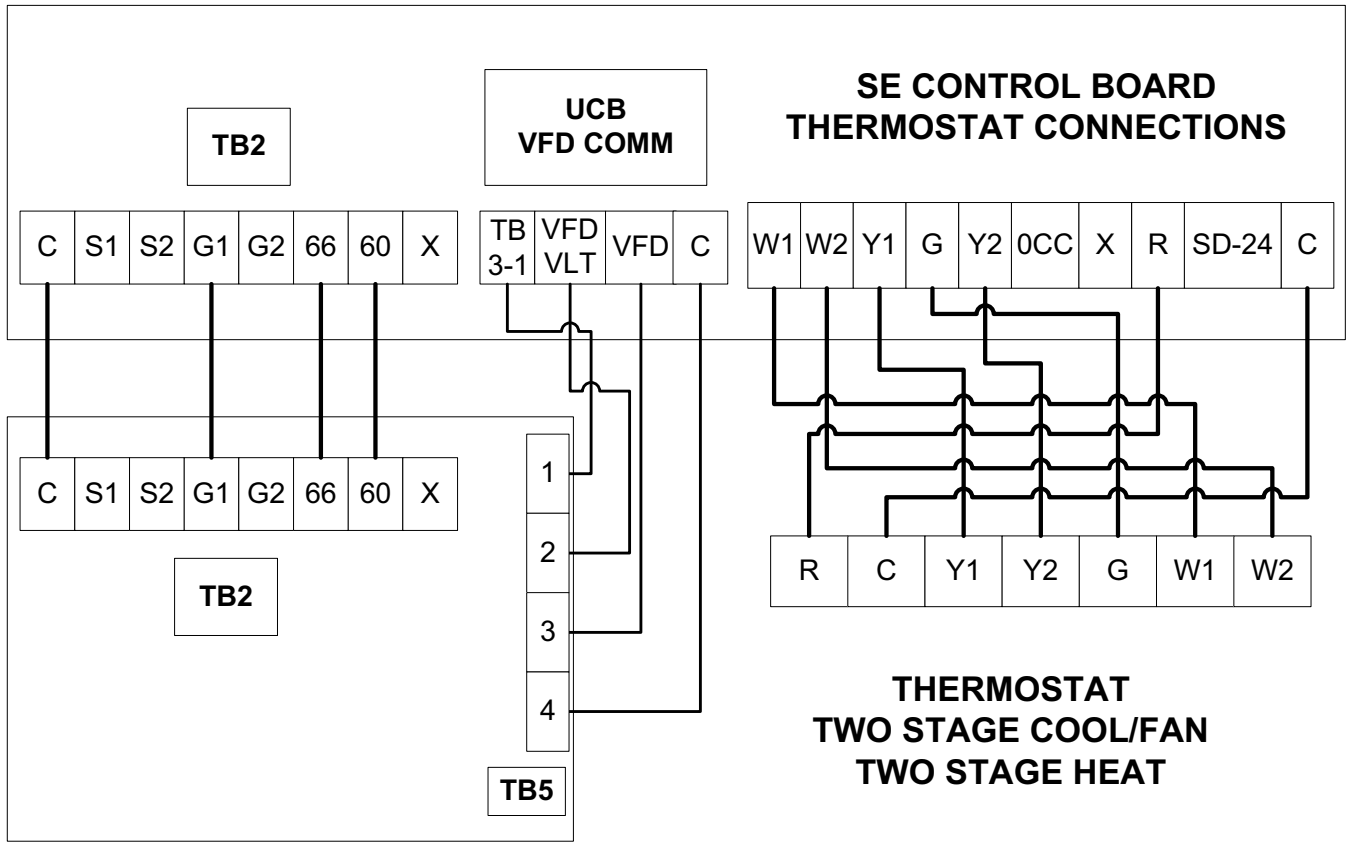 SE CONTROL BOARD
THERMOSTAT CONNECTIONS
UCB
VFD COMM
TB2
C S1 S2 G1 G2 66 60 X
TB
3-1
VFD
VLT
VFD
C
W1 W2 Y1 G Y2 0CC X R SD-24 C
C S1 S2 G1 G2 66 60 X
TB2
1
2
3
4
TB5
R C Y1 Y2 G W1 W2
THERMOSTAT
TWO STAGE COOL/FAN
TWO STAGE HEAT